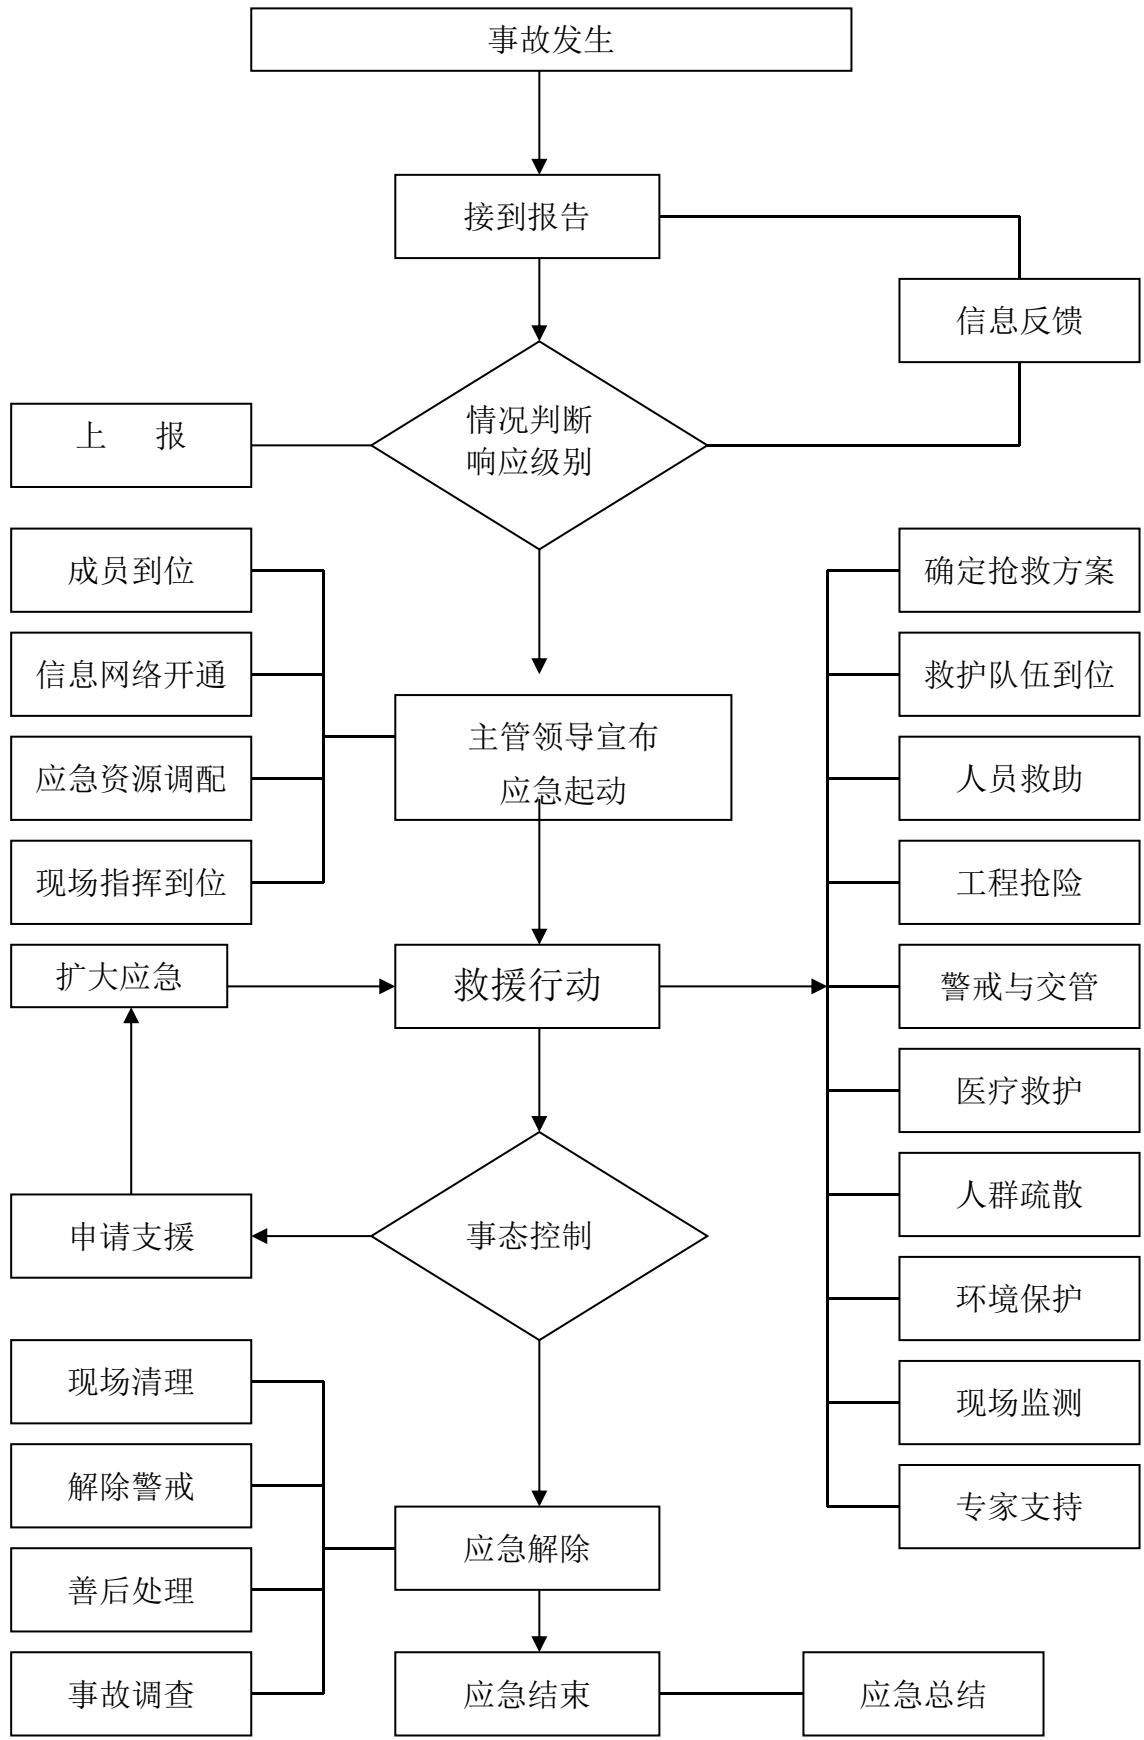 事故发生
接到报告
信息反馈
情况判断
响应级别
上 报
成员到位
信息网络开通
应急资源调配
现场指挥到位
主管领导宣布
应急起动
确定抢救方案
救护队伍到位
人员救助
工程抢险
警戒与交管
医疗救护
人群疏散
环境保护
现场监测
专家支持
扩大应急
救援行动
申请支援
事态控制
现场清理
解除警戒
善后处理
事故调查
应急解除
应急结束
应急总结